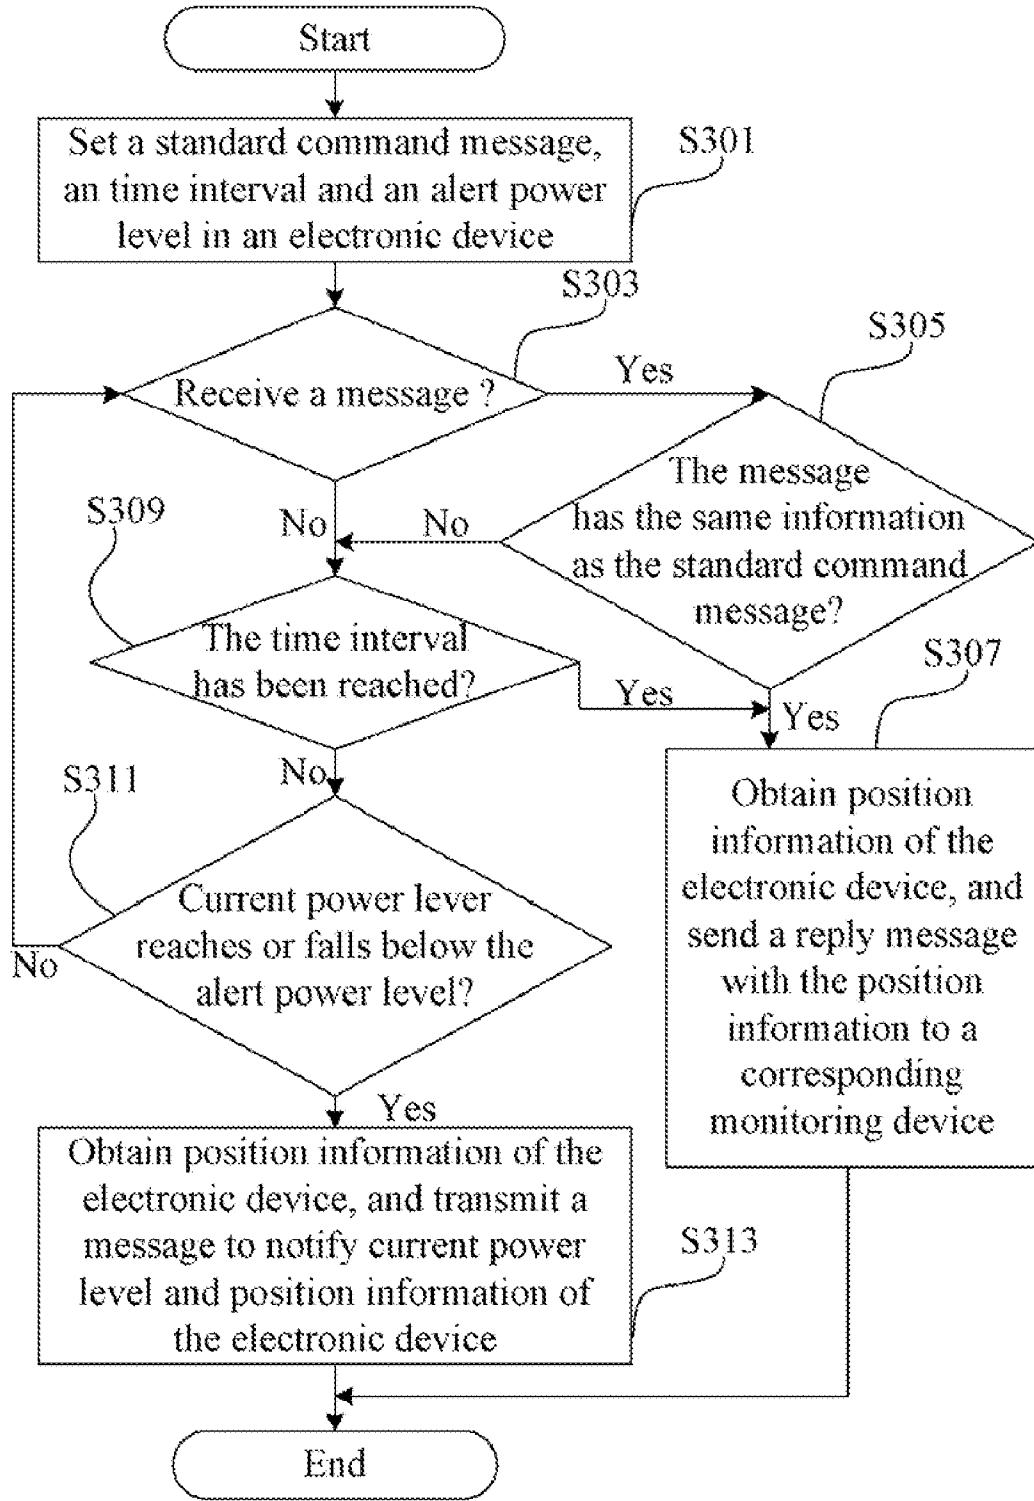 Start
Set a standard command message,
an time interval and an alert power
level in an electronic device
S301
S303
Receive a message ?
Yes
S305
The message
has the same information
as the standard command
message?
No
No
S309
The time interval
has been reached?
Yes
Yes
S307
No
S311
Current power lever
reaches or falls below the
alert power level?
No
Yes
Obtain position
information of the
electronic device, and
send a reply message
with the position
information to a
corresponding
monitoring device
Obtain position information of the
electronic device, and transmit a
message to notify current power
level and position information of
the electronic device
S313
End